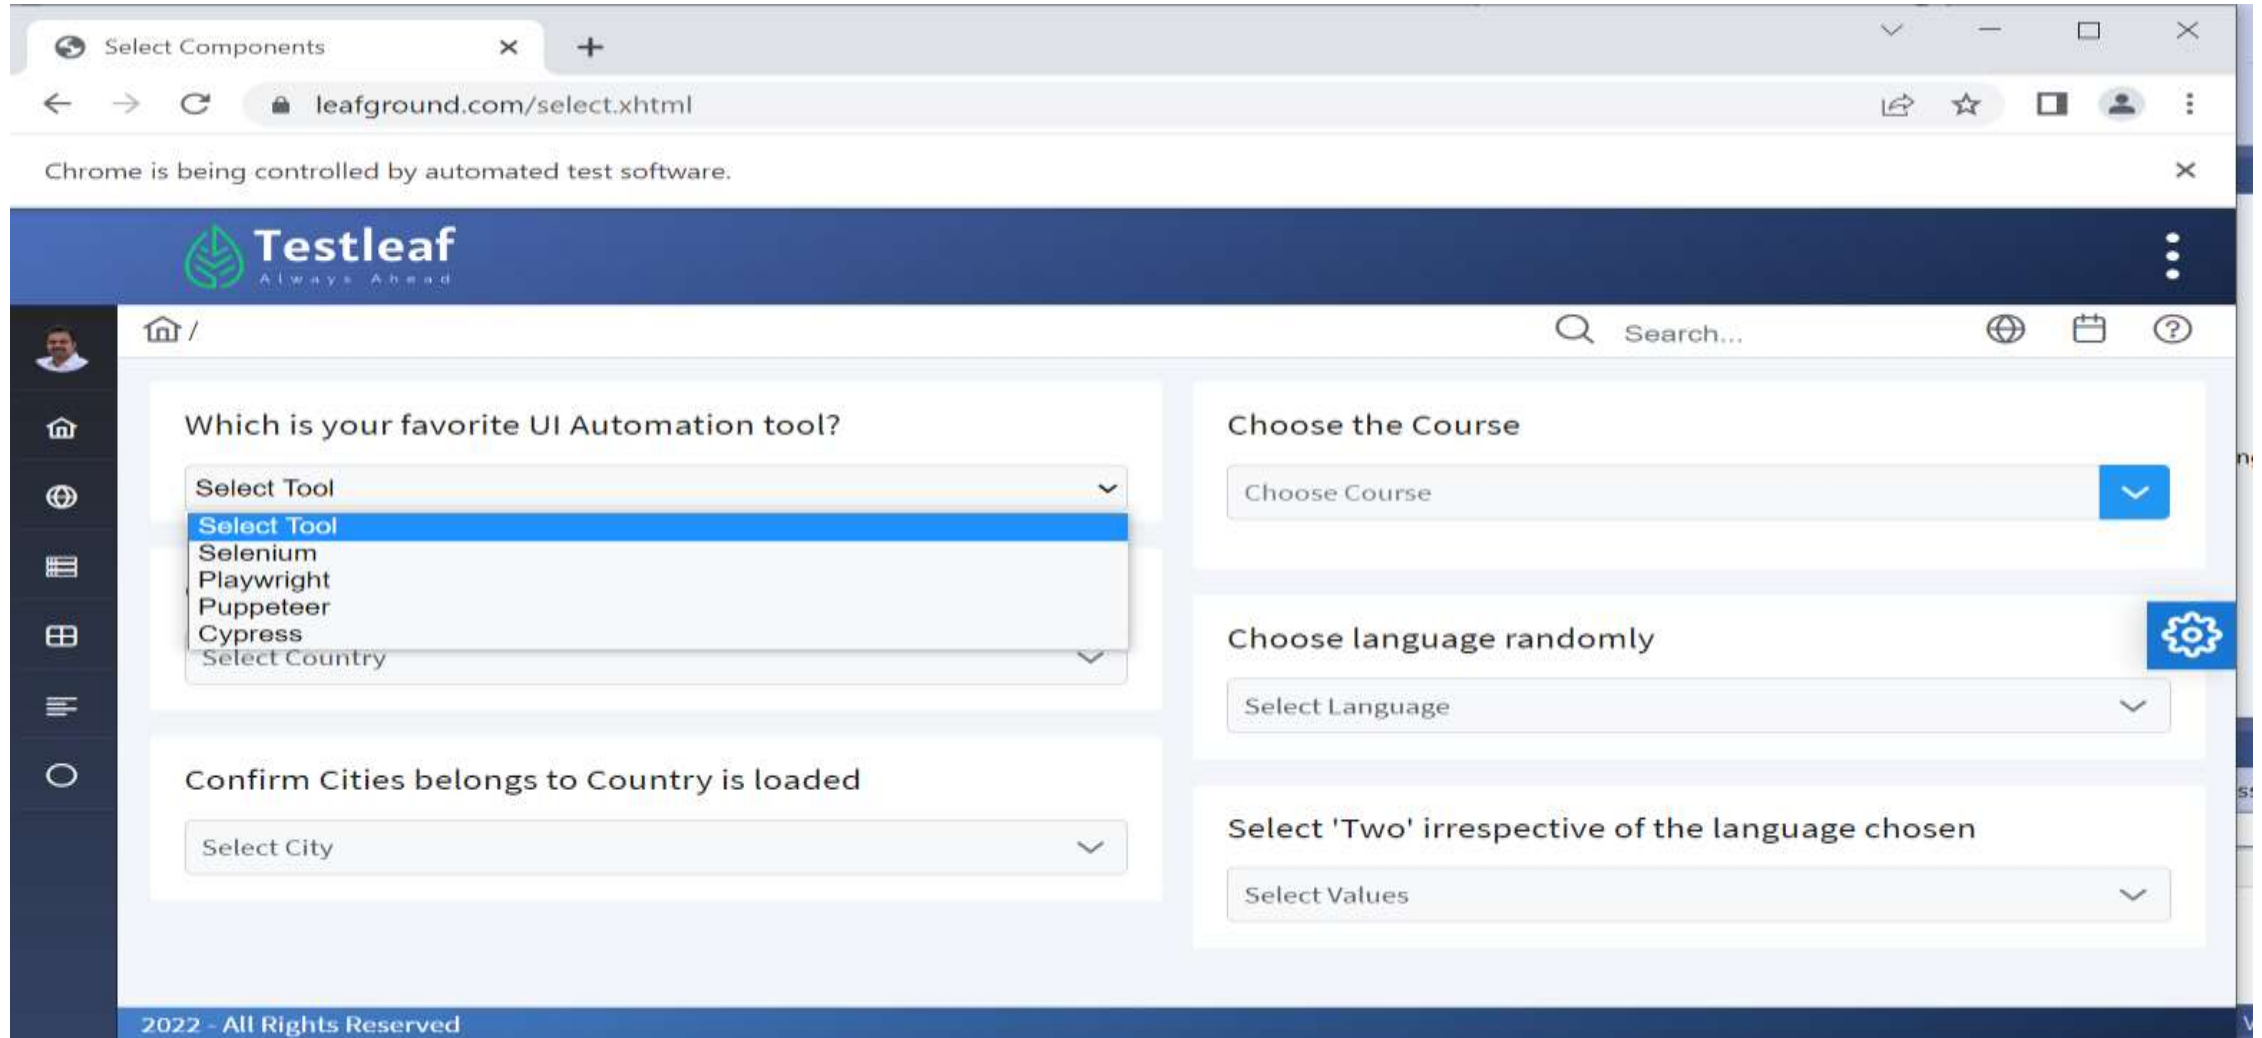 Select Components
leafground.com/select.xhtml
Chrome is being controlled by automated test software.
Testleaf
Always Ahead
/
Search...
Which is your favorite UI Automation tool?
Select Tool
Select Tool
Selenium
Playwright
Puppeteer
Cypress
Select Country
Confirm Cities belongs to Country is loaded
Select City
Choose the Course
Choose Course
Choose language randomly
Select Language
Select 'Two' irrespective of the language chosen
Select Values
2022 - All Rights Reserved